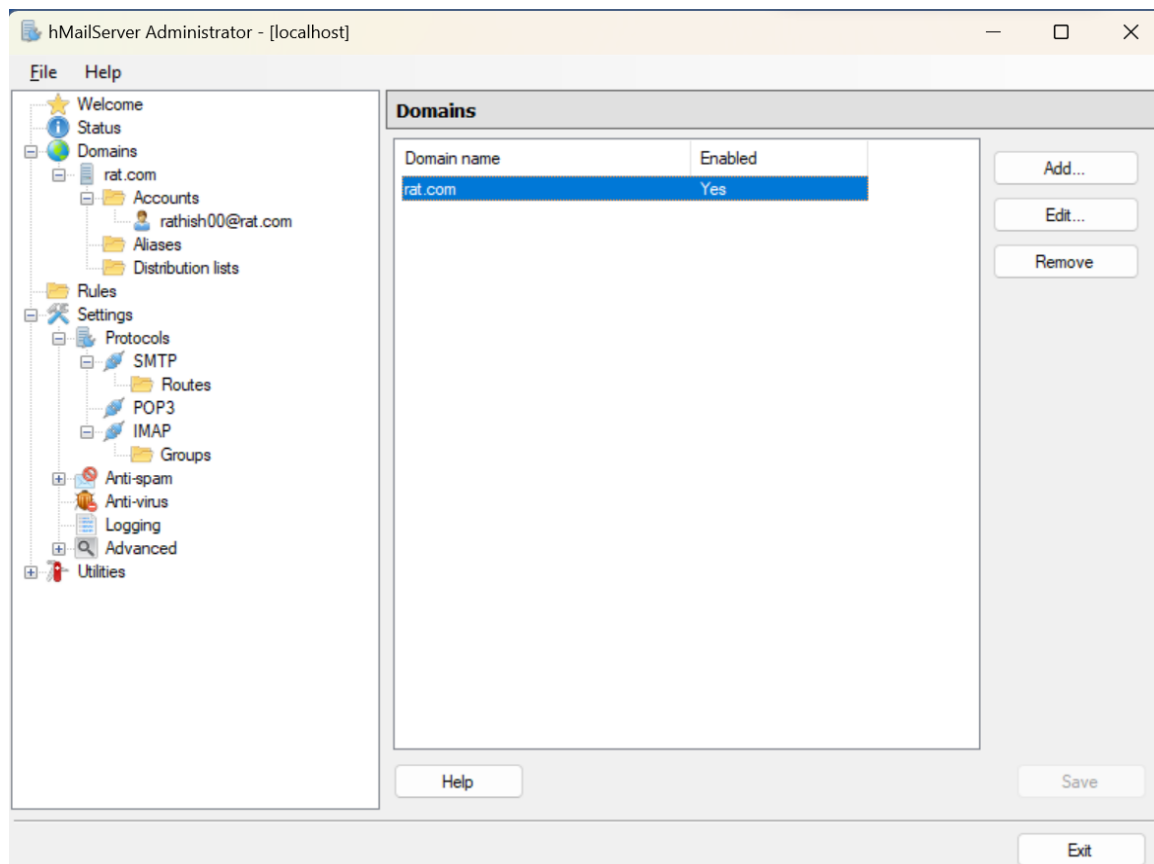 hMailServer Administrator - [localhost]
File Help
Welcome
Status
Domains
rat.com
Accounts
rathish00@rat.com
Aliases
Distribution lists
Rules
Settings
Protocols
SMTP
Routes
POP3
IMAP
Groups
Anti-spam
Anti-virus
Logging
Advanced
Utilities
Domains
Domain name Enabled
rat.com Yes
Add...
Edit...
Remove
Help
Save
Exit